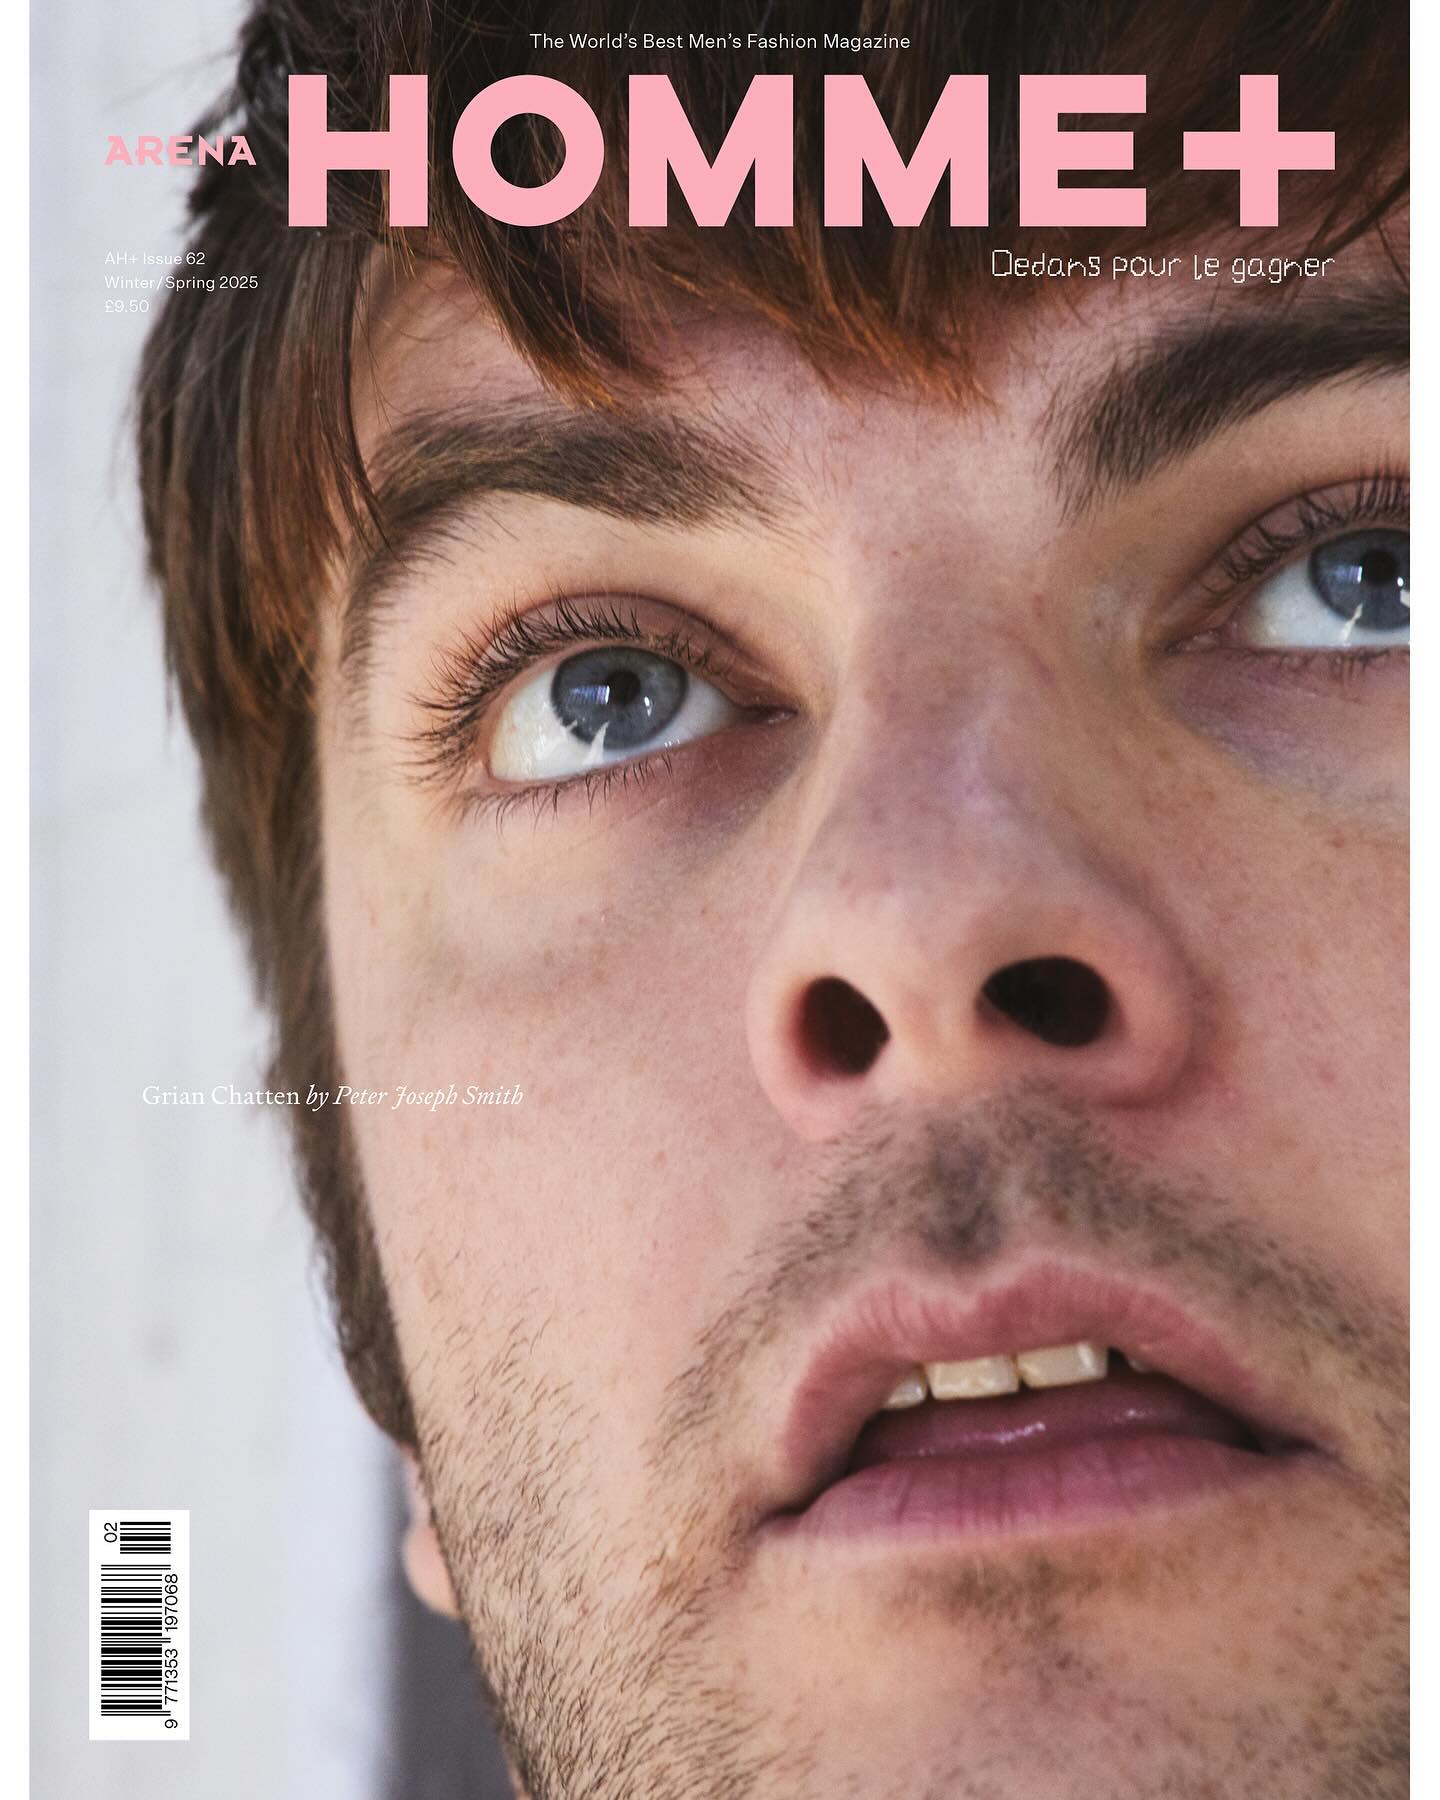 The World's Best Men's Fashion Magazine
ARENA HOMME+
AH+ Issue 62
Winter/Spring 2025
£9.50
Dedans pour le gagner
Grian Chatten by Peter Joseph Smith
02
9 771353 197068